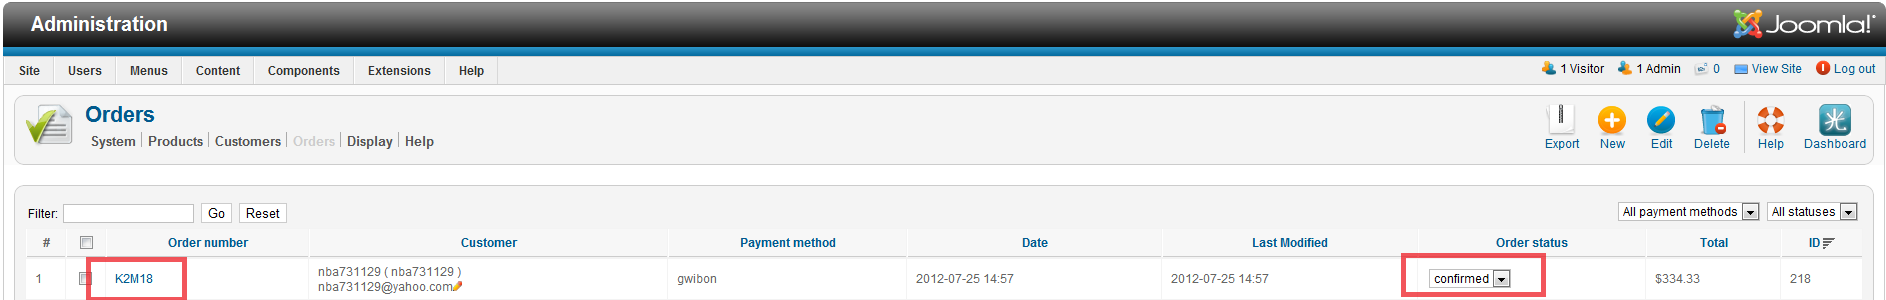 Administration
Joomla!
Site Users Menus Content Components Extensions Help
1 Visitor 1 Admin 0 View Site Log out
Orders
System Products Customers Orders Display Help
Export New Edit Delete Help 光 Dashboard
Filter: Go Reset
All payment methods All statuses
# Order number Customer Payment method Date Last Modified Order status Total ID
1 K2M18 nba731129 ( nba731129 ) gwibon 2012-07-25 14:57 2012-07-25 14:57 confirmed $334.33 218
nba731129@yahoo.com